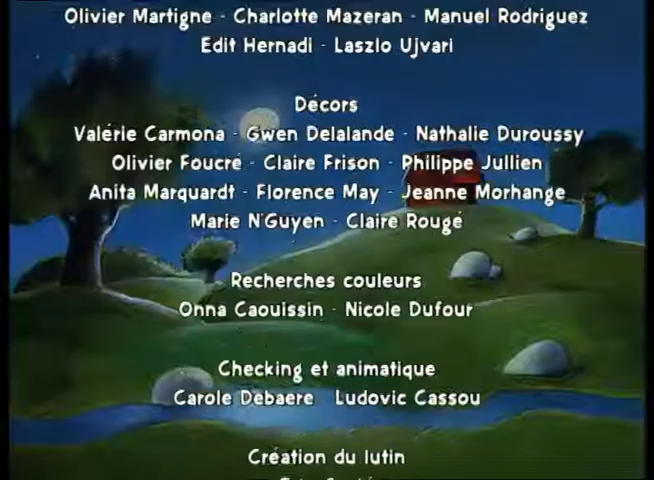 Olivier Martigne - Charlotte Mazeran - Manuel Rodriguez
Edit Hernadi - Laszlo Ujvari
Décors
Valérie Carmona - Gwen Delalande - Nathalie Duroussy
Olivier Foucré - Claire Frison - Philippe Jullien
Anita Marquardt - Florence May - Jeanne Morhange
Marie N'Guyen - Claire Rougé
Recherches couleurs
Onna Caouissin - Nicole Dufour
Checking et animatique
Carole Debaere Ludovic Cassou
Création du lutin